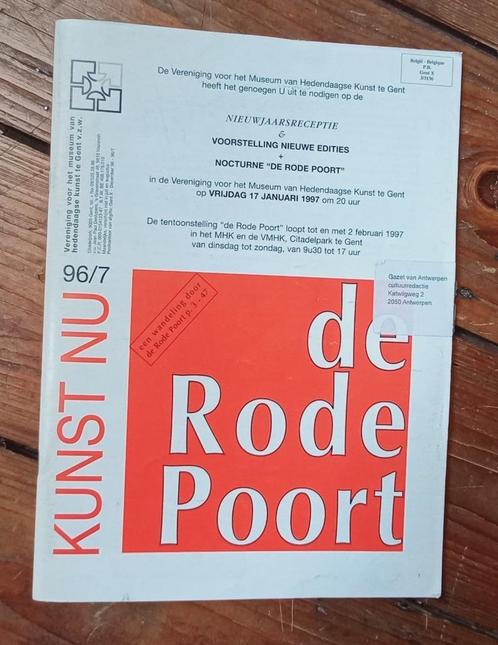 De Vereniging voor het Museum van Hedendaagse Kunst te Gent
heeft het genoegen U uit te nodigen op de
België - Belgique
P.B.
Gent X
NIEUWJAARSRECEPTIE
&
VOORSTELLING NIEUWE EDITIES
+
NOCTURNE "DE RODE POORT"
in de Vereniging voor het Museum van Hedendaagse Kunst te Gent
op VRIJDAG 17 JANUARI 1997 om 20 uur
De tentoonstelling "de Rode Poort" loopt tot en met 2 februari 1997
in het MHK en de VMHK, Citadelpark te Gent
van dinsdag tot zondag, van 9u30 tot 17 uur
Vereniging voor het museum van
hedendaagse kunst te Gent v.z.w.
96/7
KUNST NU
Gazet van Antwerpen
cultuurredactie
Katwilgweg 2
2050 Antwerpen
een wandeling door
de Rode Poort p. 3 - 47
de
Rode
Poort